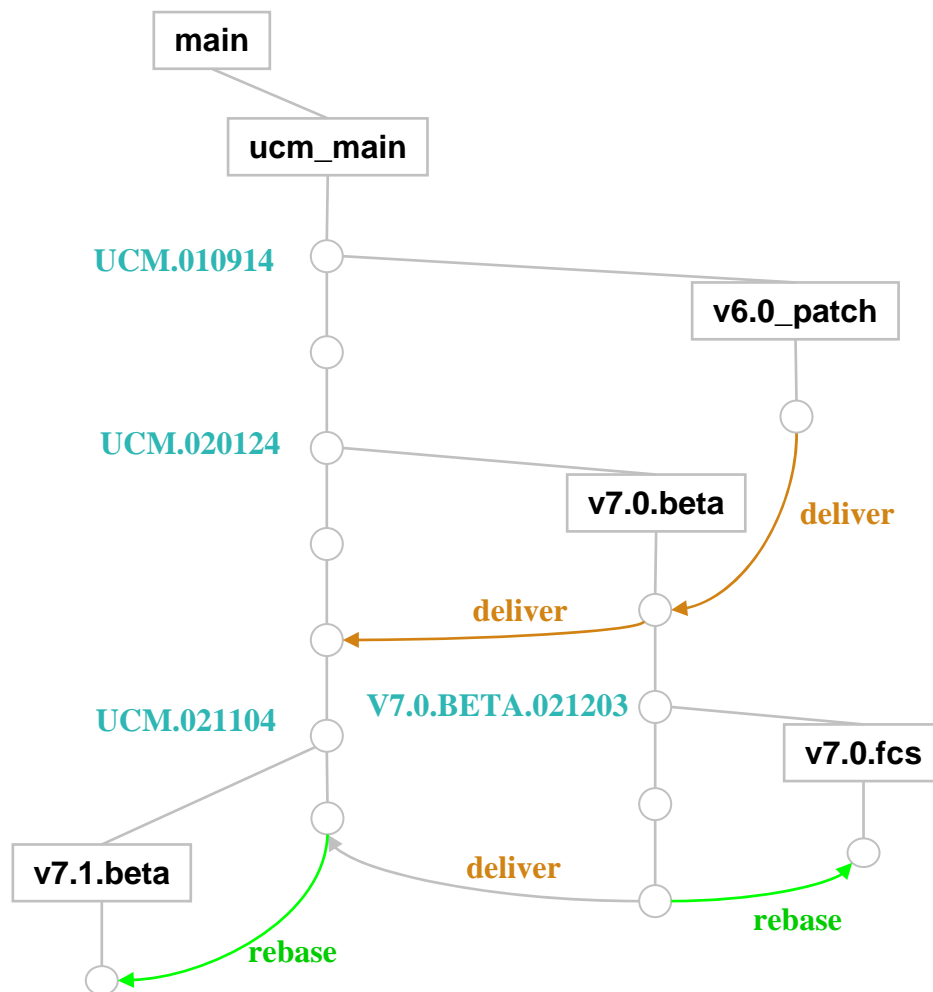 main
ucm_main
UCM.010914
v6.0_patch
UCM.020124
v7.0.beta
deliver
deliver
UCM.021104
V7.0.BETA.021203
v7.0.fcs
v7.1.beta
deliver
rebase
rebase